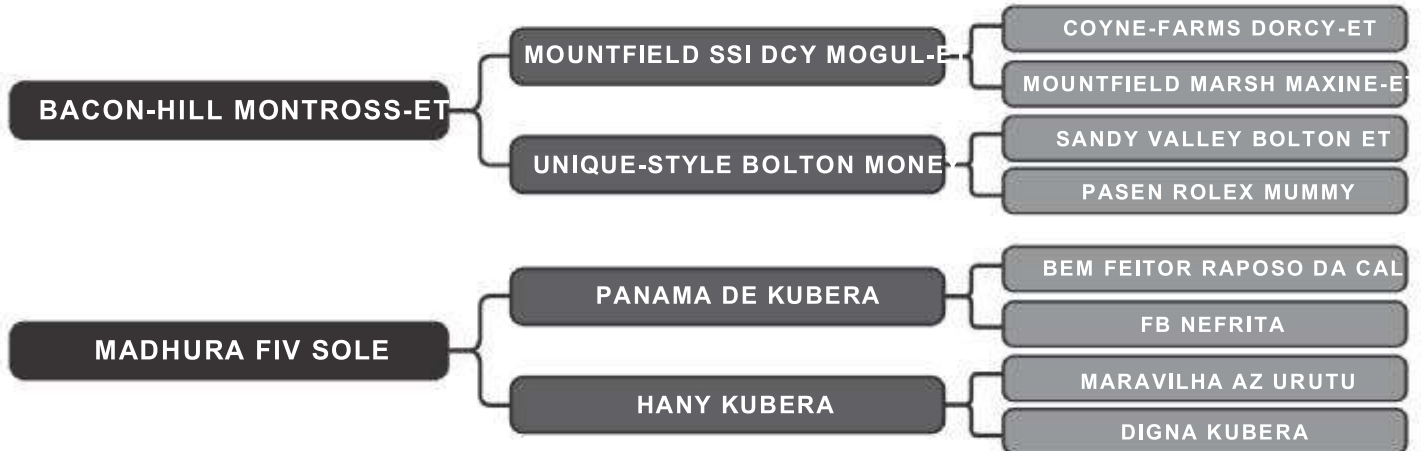 COYNE-FARMS DORCY-ET
MOUNTFIELD SSI DCY MOGUL-ET
MOUNTFIELD MARSH MAXINE-ET
BACON-HILL MONTROSS-ET
SANDY VALLEY BOLTON ET
UNIQUE-STYLE BOLTON MONEY
PASEN ROLEX MUMMY
BEM FEITOR RAPOSO DA CAL
PANAMA DE KUBERA
FB NEFRITA
MADHURA FIV SOLE
MARAVILHA AZ URUTU
HANY KUBERA
DIGNA KUBERA